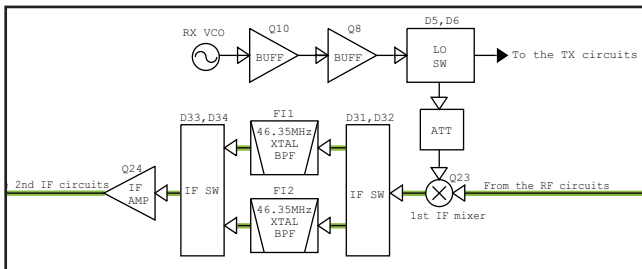 RX VCO
Q10
BUFF
Q8
BUFF
D5,D6
LO
SW
To the TX circuits
ATT
D33,D34
FI1
46.35MHz
XTAL
BPF
D31,D32
Q24
IF
AMP
2nd IF circuits
IF SW
IF SW
Q23
From the RF circuits
1st IF mixer
FI2
46.35MHz
XTAL
BPF